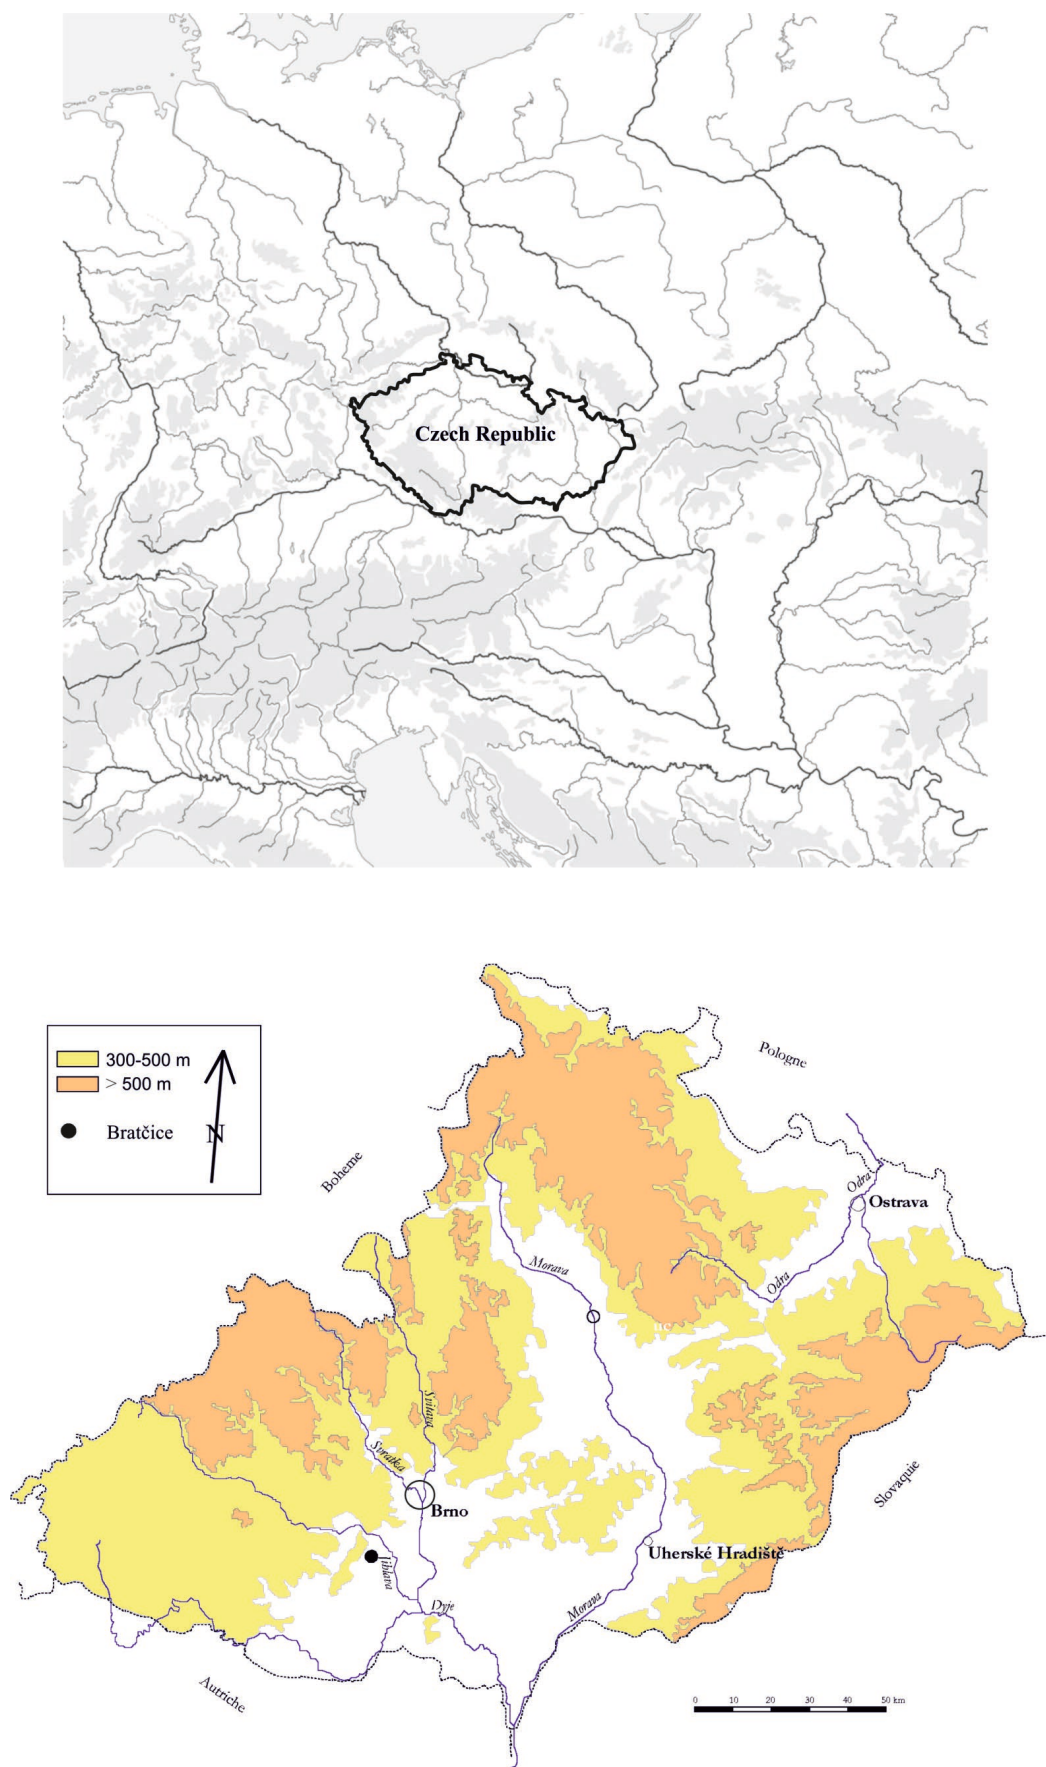 Czech Republic
300-500 m
> 500 m
Bratčice
N
Pologne
Boheme
Odra
Ostrava
Morava
Odra
Svitava
Svratka
Brno
Slovaquie
Uherské Hradiště
Jihlava
Dyje
Morava
Autriche
0 10 20 30 40 50 km